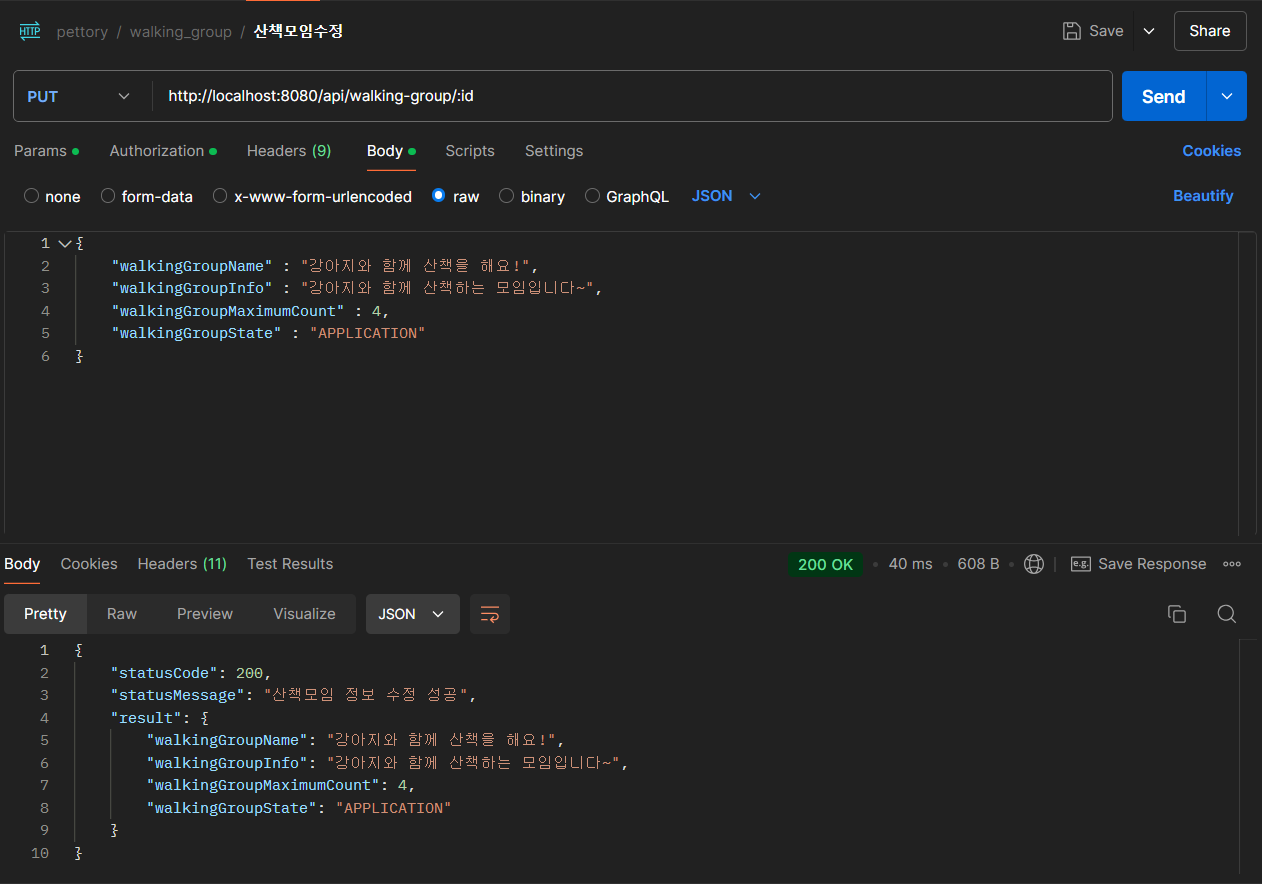 HTTP pettory / walking_group / 산책모임수정 Save Share
PUT http://localhost:8080/api/walking-group/:id Send
Params Authorization Headers (9) Body Scripts Settings Cookies
none form-data x-www-form-urlencoded raw binary GraphQL JSON Beautify
1 {
2 "walkingGroupName" : "강아지와 함께 산책을 해요!",
3 "walkingGroupInfo" : "강아지와 함께 산책하는 모임입니다~",
4 "walkingGroupMaximumCount" : 4,
5 "walkingGroupState" : "APPLICATION"
6 }
Body Cookies Headers (11) Test Results 200 OK • 40 ms • 608 B • e.g. Save Response
Pretty Raw Preview Visualize JSON
1 {
2 "statusCode": 200,
3 "statusMessage": "산책모임 정보 수정 성공",
4 "result": {
5 "walkingGroupName": "강아지와 함께 산책을 해요!",
6 "walkingGroupInfo": "강아지와 함께 산책하는 모임입니다~",
7 "walkingGroupMaximumCount": 4,
8 "walkingGroupState": "APPLICATION"
9 }
10 }